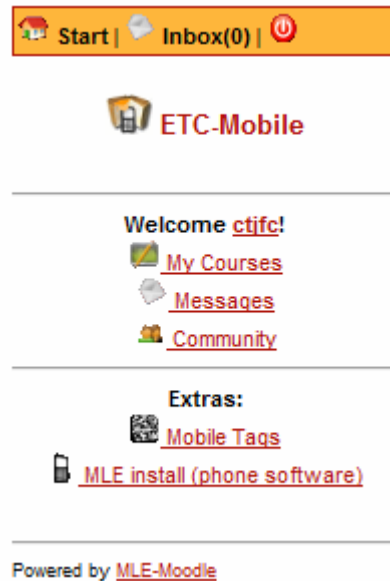 Start | Inbox(0) |
ETC-Mobile
Welcome ctjfc!
My Courses
Messages
Community
Extras:
Mobile Tags
MLE install (phone software)
Powered by MLE-Moodle